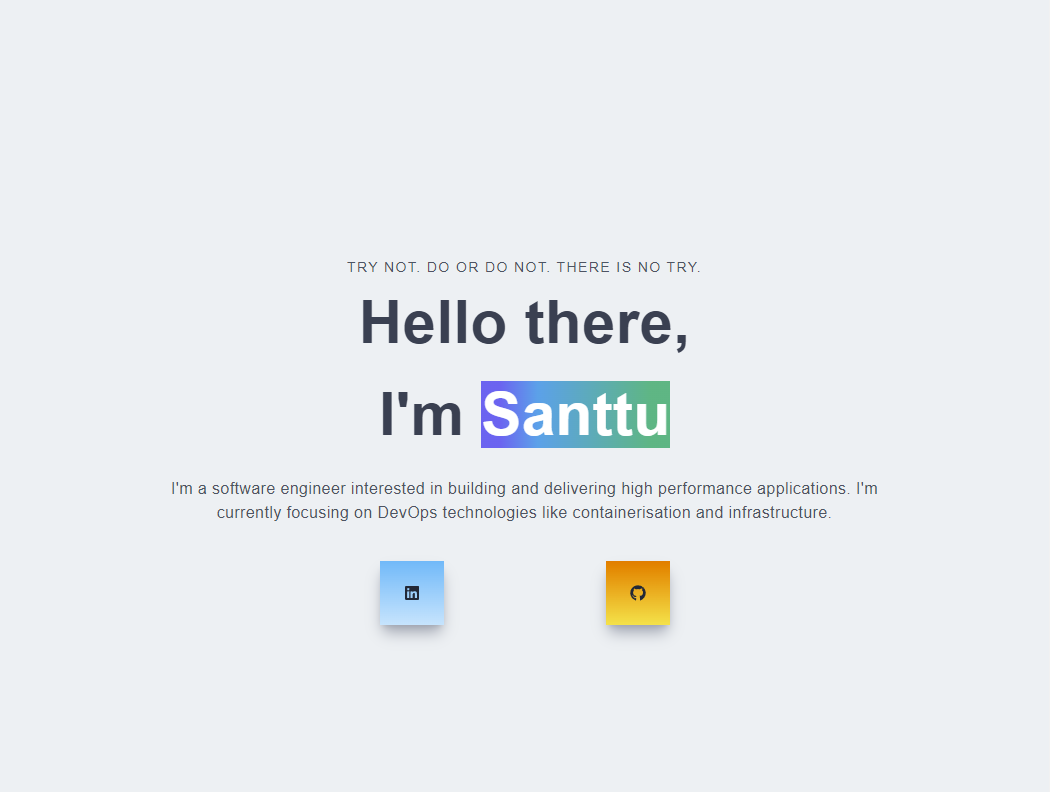 TRY NOT. DO OR DO NOT. THERE IS NO TRY.
Hello there,
I'm Santtu
I'm a software engineer interested in building and delivering high performance applications. I'm
currently focusing on DevOps technologies like containerisation and infrastructure.
in